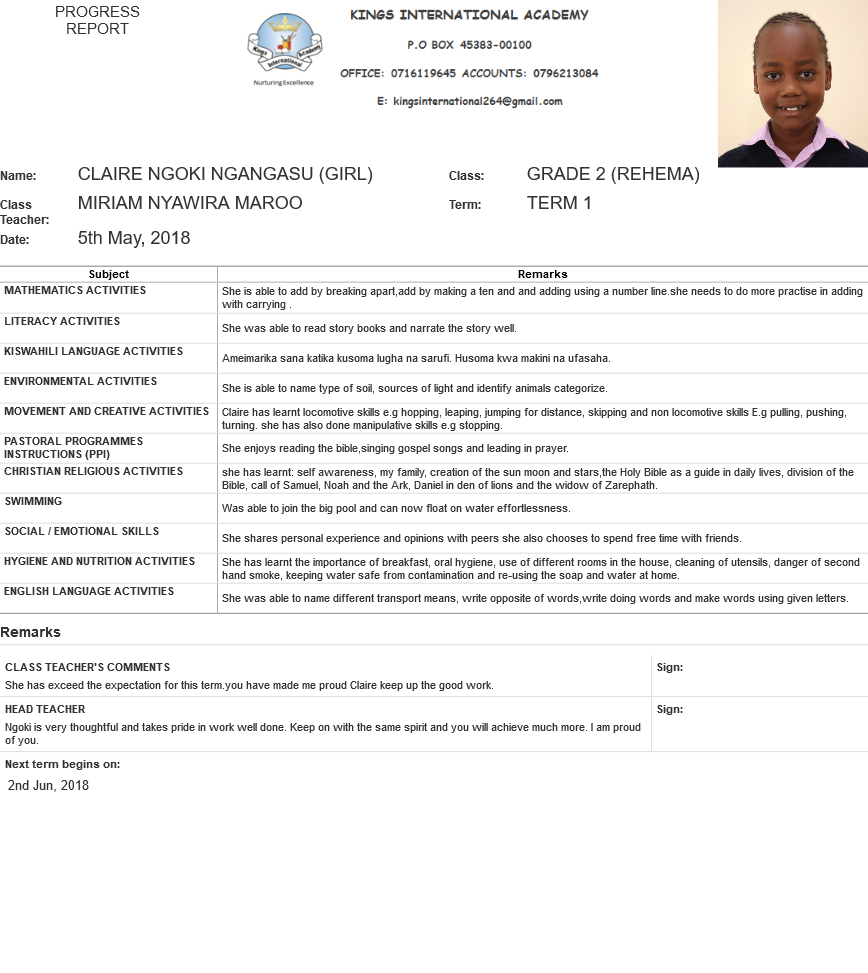 PROGRESS
REPORT
Kings International Academy
Nurturing Excellence
KINGS INTERNATIONAL ACADEMY
P.O BOX 45383-00100
OFFICE: 0716119645 ACCOUNTS: 0796213084
E: kingsinternational264@gmail.com
Name: CLAIRE NGOKI NGANGASU (GIRL) Class: GRADE 2 (REHEMA)
Class Teacher: MIRIAM NYAWIRA MAROO Term: TERM 1
Date: 5th May, 2018
Subject Remarks
MATHEMATICS ACTIVITIES
She is able to add by breaking apart,add by making a ten and and adding using a number line.she needs to do more practise in adding
with carrying .
LITERACY ACTIVITIES
She was able to read story books and narrate the story well.
KISWAHILI LANGUAGE ACTIVITIES
Ameimarika sana katika kusoma lugha na sarufi. Husoma kwa makini na ufasaha.
ENVIRONMENTAL ACTIVITIES
She is able to name type of soil, sources of light and identify animals categorize.
MOVEMENT AND CREATIVE ACTIVITIES
Claire has learnt locomotive skills e.g hopping, leaping, jumping for distance, skipping and non locomotive skills E.g pulling, pushing,
turning. she has also done manipulative skills e.g stopping.
PASTORAL PROGRAMMES
INSTRUCTIONS (PPI)
She enjoys reading the bible,singing gospel songs and leading in prayer.
CHRISTIAN RELIGIOUS ACTIVITIES
she has learnt: self awareness, my family, creation of the sun moon and stars,the Holy Bible as a guide in daily lives, division of the
Bible, call of Samuel, Noah and the Ark, Daniel in den of lions and the widow of Zarephath.
SWIMMING
Was able to join the big pool and can now float on water effortlessness.
SOCIAL / EMOTIONAL SKILLS
She shares personal experience and opinions with peers she also chooses to spend free time with friends.
HYGIENE AND NUTRITION ACTIVITIES
She has learnt the importance of breakfast, oral hygiene, use of different rooms in the house, cleaning of utensils, danger of second
hand smoke, keeping water safe from contamination and re-using the soap and water at home.
ENGLISH LANGUAGE ACTIVITIES
She was able to name different transport means, write opposite of words,write doing words and make words using given letters.
Remarks
CLASS TEACHER'S COMMENTS Sign:
She has exceed the expectation for this term.you have made me proud Claire keep up the good work.
HEAD TEACHER Sign:
Ngoki is very thoughtful and takes pride in work well done. Keep on with the same spirit and you will achieve much more. I am proud
of you.
Next term begins on:
2nd Jun, 2018